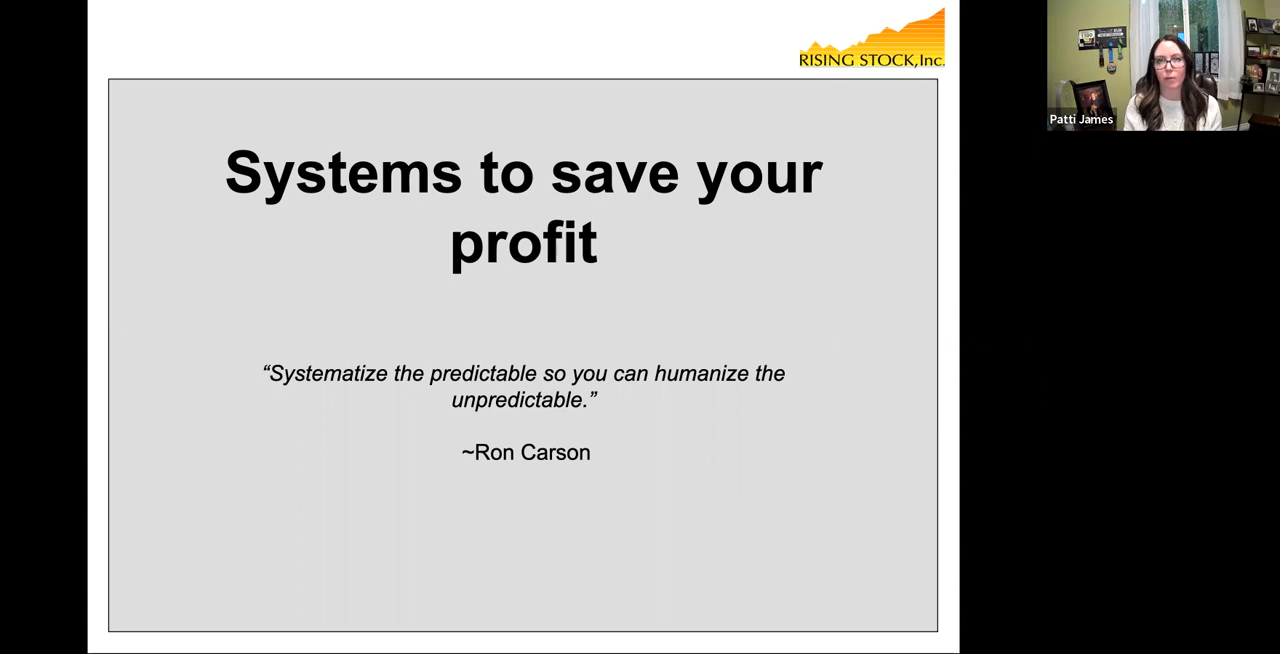 RISING STOCK, Inc.
Systems to save your
profit
“Systematize the predictable so you can humanize the
unpredictable.”
~Ron Carson
Patti James